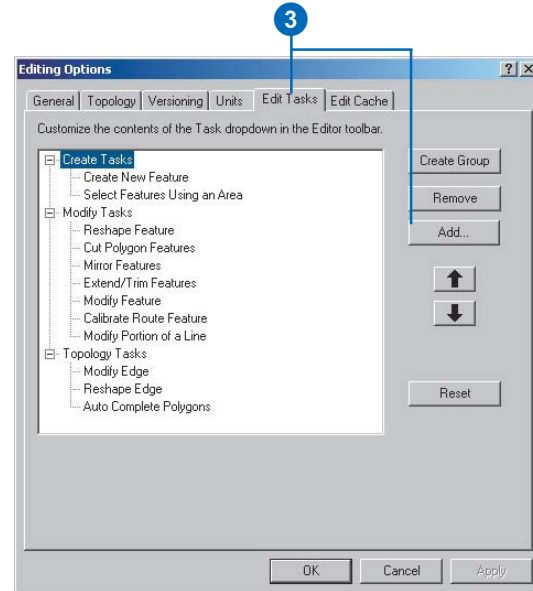 3
Editing Options
General Topology Versioning Units Edit Tasks Edit Cache
Customize the contents of the Task dropdown in the Editor toolbar.
Create Tasks
Create New Feature
Select Features Using an Area
Modify Tasks
Reshape Feature
Cut Polygon Features
Mirror Features
Extend/Trim Features
Modify Feature
Calibrate Route Feature
Modify Portion of a Line
Topology Tasks
Modify Edge
Reshape Edge
Auto Complete Polygons
Create Group
Remove
Add...
Reset
OK Cancel Apply